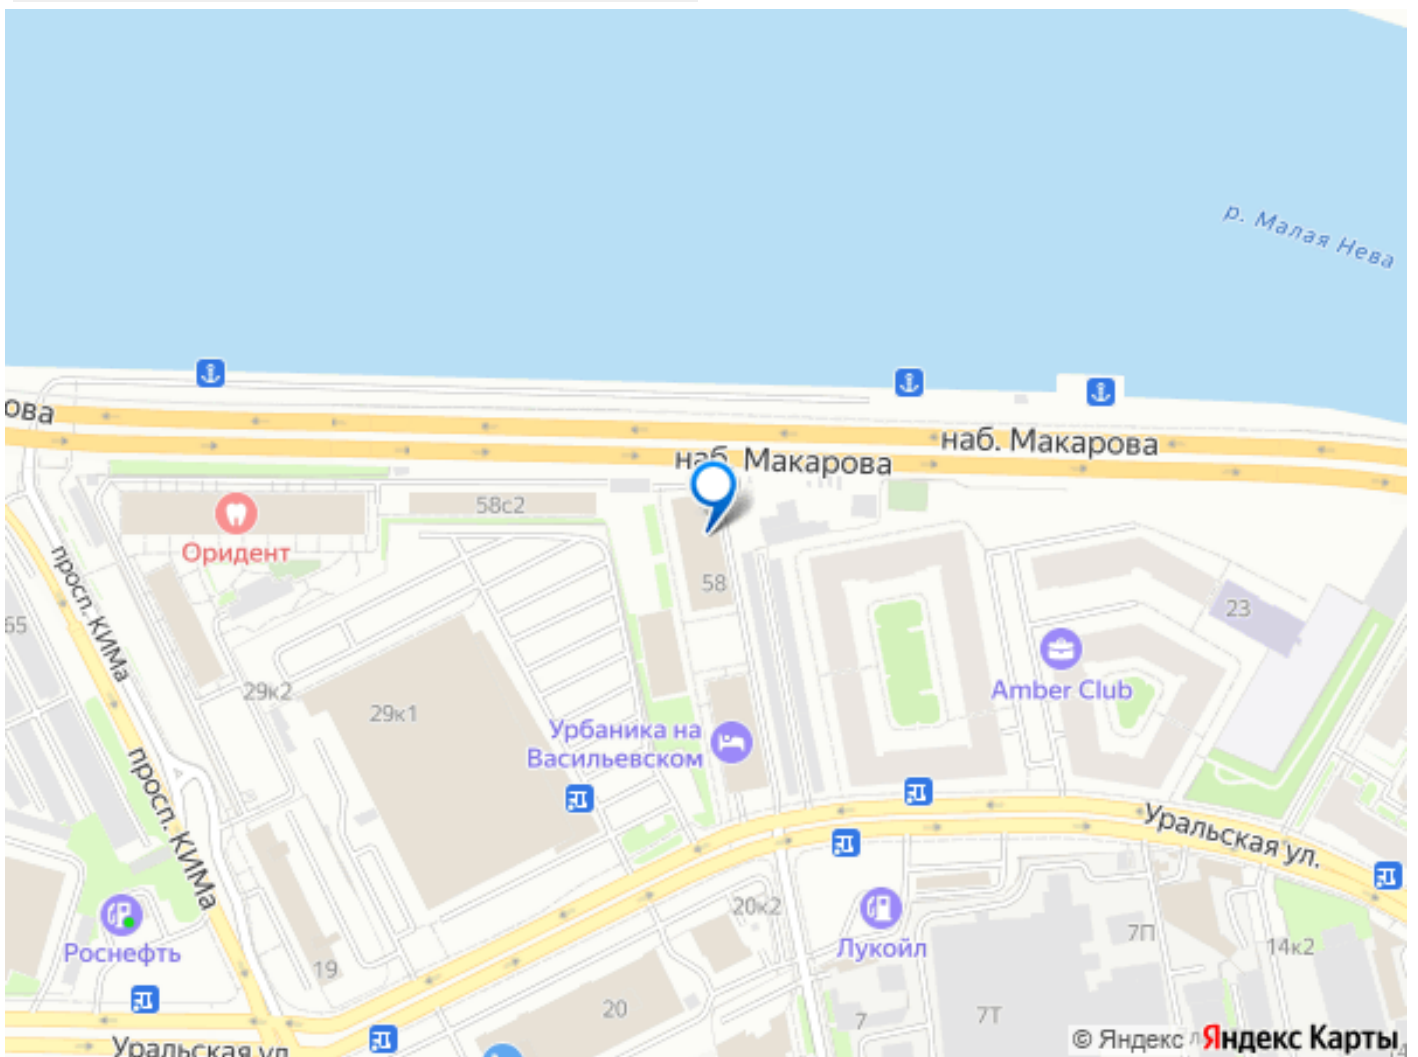 р. Малая Нева
ова
наб. Макарова
наб. Макарова
58с2
Оридент
просп. КИМа
58
23
65
Amber Club
29к2
29к1
Урбаника на
Васильевском
просп. КИМа
Уральская ул.
20к2
Роснефть
Лукойл
7П
14к2
19
20
7
7Т
Уральская ул.
© Яндекс
Яндекс Карты